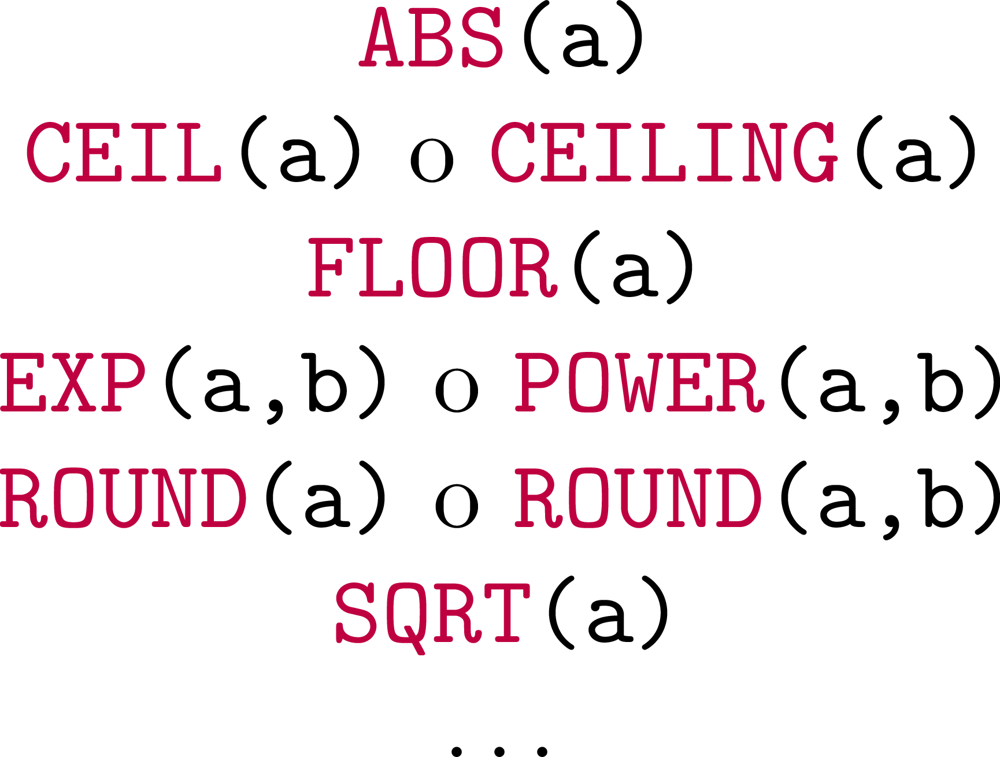 ABS(a)
CEIL(a) o CEILING(a)
FLOOR(a)
EXP(a,b) o POWER(a,b)
ROUND(a) o ROUND(a,b)
SQRT(a)
...